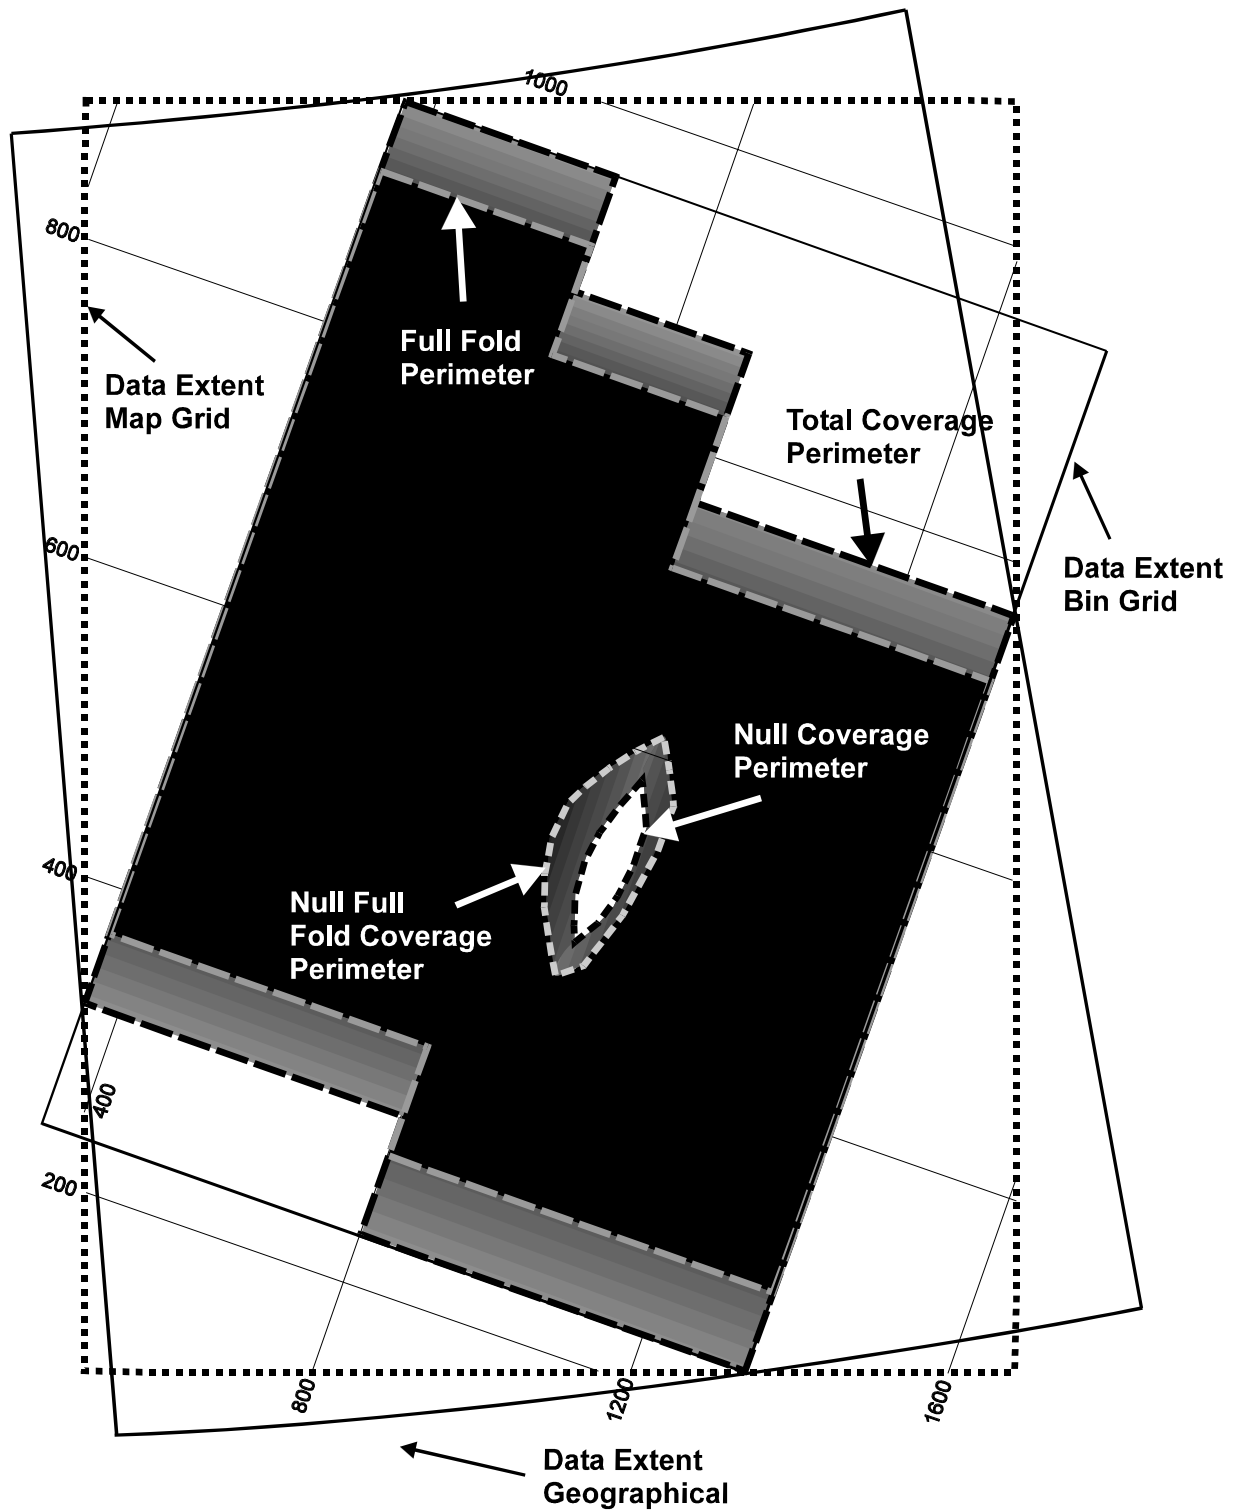 1000
800
Full Fold
Perimeter
Data Extent
Map Grid
Total Coverage
Perimeter
600
Data Extent
Bin Grid
Null Coverage
Perimeter
400
Null Full
Fold Coverage
Perimeter
400
200
800
1200
1600
Data Extent
Geographical